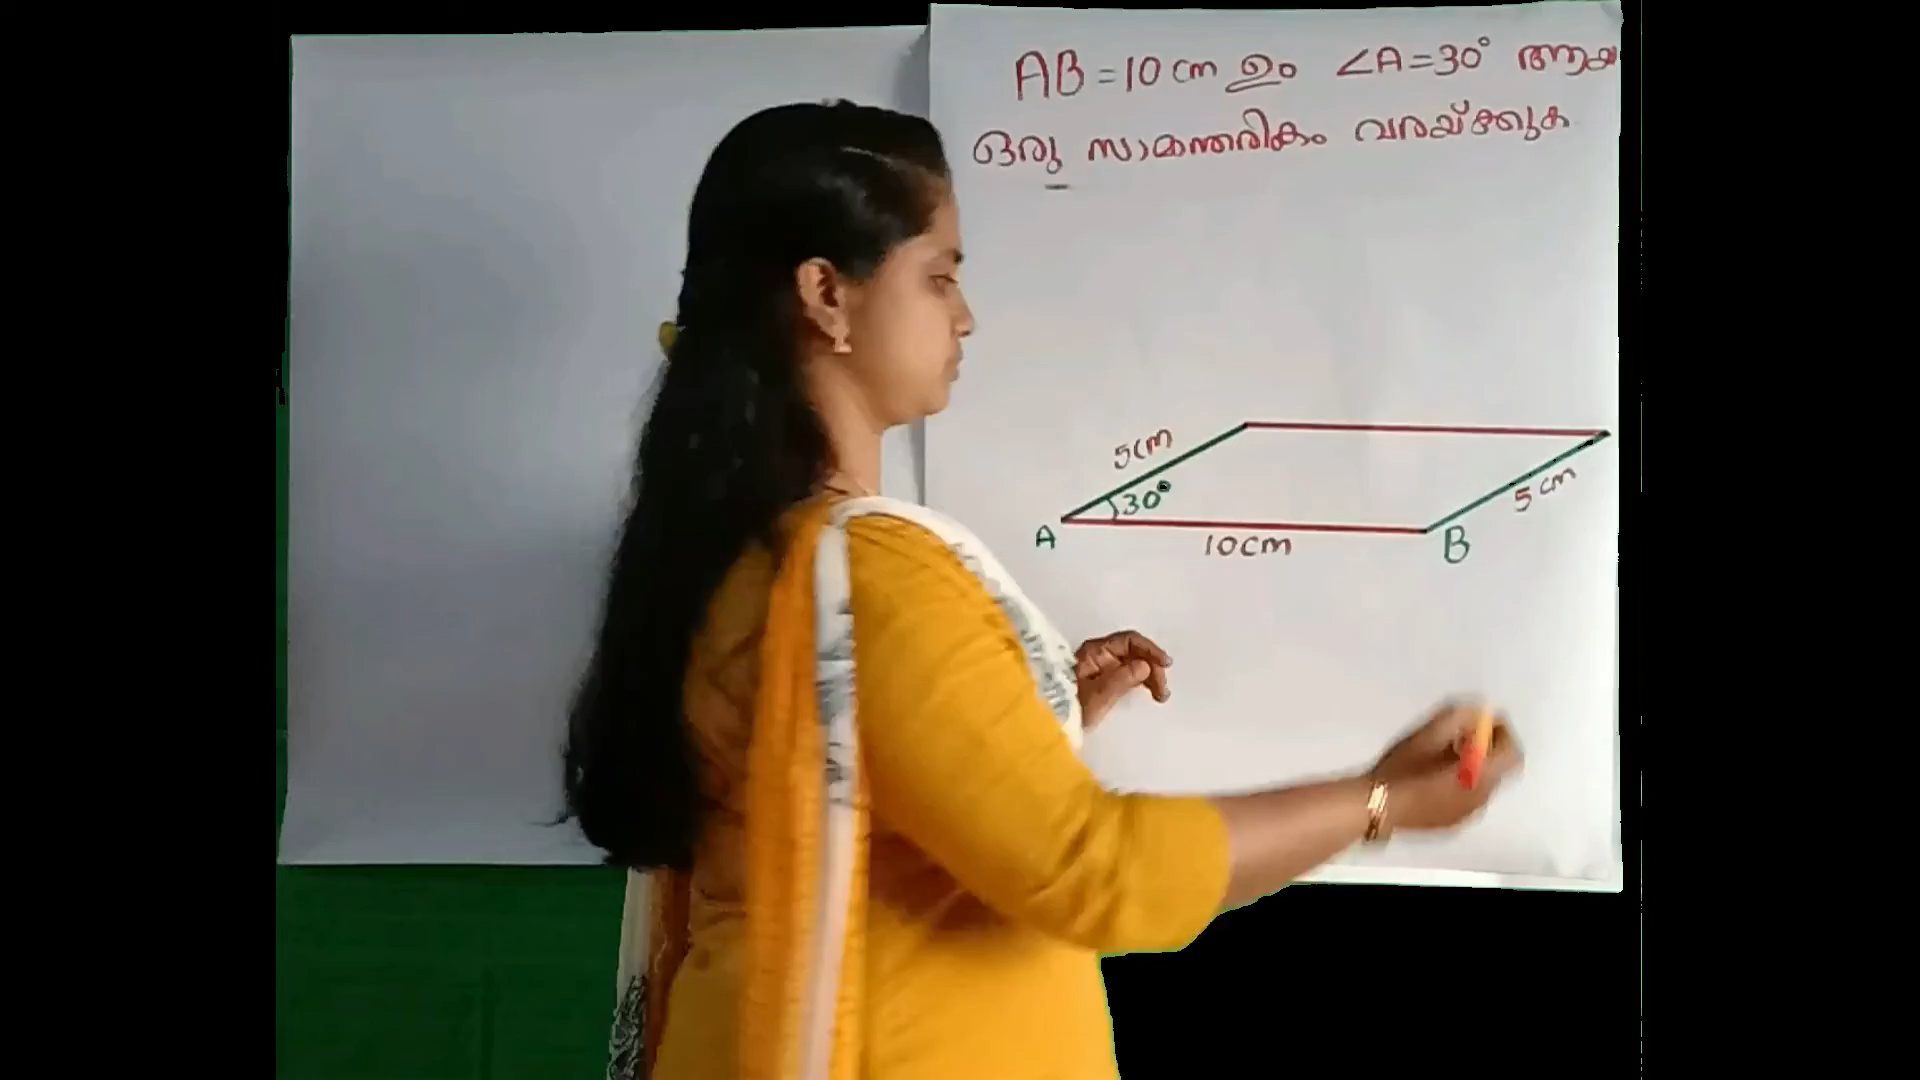 AB = 10 cm ഉം ∠A = 30° ആയ
ഒരു സാമാന്തരികം വരയ്ക്കുക
5cm
30°
5 cm
A
10cm
B